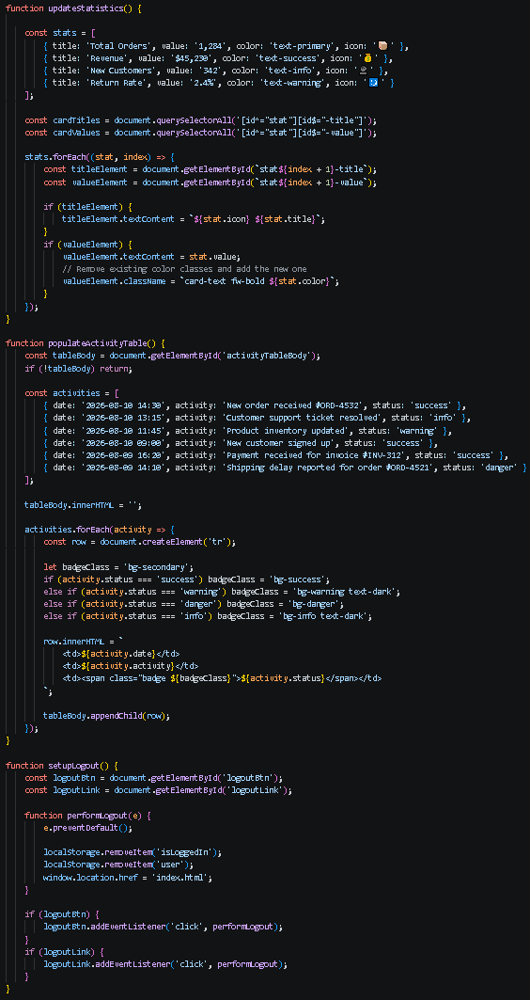 function updateStatistics() {
const stats = [
{ title: 'Total Orders', value: '1,284', color: 'text-primary', icon: '📦' },
{ title: 'Revenue', value: '$45,230', color: 'text-success', icon: '💰' },
{ title: 'New Customers', value: '342', color: 'text-info', icon: '' },
{ title: 'Return Rate', value: '2.4%', color: 'text-warning', icon: '🔄' }
];
const cardTitles = document.querySelectorAll('[id^="stat"][id$="-title"]');
const cardValues = document.querySelectorAll('[id^="stat"][id$="-value"]');
stats.forEach((stat, index) => {
const titleElement = document.getElementById(`stat${index + 1}-title`);
const valueElement = document.getElementById(`stat${index + 1}-value`);
if (titleElement) {
titleElement.textContent = `${stat.icon} ${stat.title}`;
}
if (valueElement) {
valueElement.textContent = stat.value;
// Remove existing color classes and add the new one
valueElement.className = `card-text fw-bold ${stat.color}`;
}
});
}
function populateActivityTable() {
const tableBody = document.getElementById('activityTableBody');
if (!tableBody) return;
const activities = [
{ date: '2026-08-10 14:30', activity: 'New order received #ORD-4532', status: 'success' },
{ date: '2026-08-10 13:15', activity: 'Customer support ticket resolved', status: 'info' },
{ date: '2026-08-10 11:45', activity: 'Product inventory updated', status: 'warning' },
{ date: '2026-08-10 09:00', activity: 'New customer signed up', status: 'success' },
{ date: '2026-08-09 16:20', activity: 'Payment received for invoice #INV-312', status: 'success' },
{ date: '2026-08-09 14:10', activity: 'Shipping delay reported for order #ORD-4521', status: 'danger' }
];
tableBody.innerHTML = '';
activities.forEach(activity => {
const row = document.createElement('tr');
let badgeClass = 'bg-secondary';
if (activity.status === 'success') badgeClass = 'bg-success';
else if (activity.status === 'warning') badgeClass = 'bg-warning text-dark';
else if (activity.status === 'danger') badgeClass = 'bg-danger';
else if (activity.status === 'info') badgeClass = 'bg-info text-dark';
row.innerHTML = `
<td>${activity.date}</td>
<td>${activity.activity}</td>
<td><span class="badge ${badgeClass}">${activity.status}</span></td>
`;
tableBody.appendChild(row);
});
}
function setupLogout() {
const logoutBtn = document.getElementById('logoutBtn');
const logoutLink = document.getElementById('logoutLink');
function performLogout(e) {
e.preventDefault();
localStorage.removeItem('isLoggedIn');
localStorage.removeItem('user');
window.location.href = 'index.html';
}
if (logoutBtn) {
logoutBtn.addEventListener('click', performLogout);
}
if (logoutLink) {
logoutLink.addEventListener('click', performLogout);
}
}